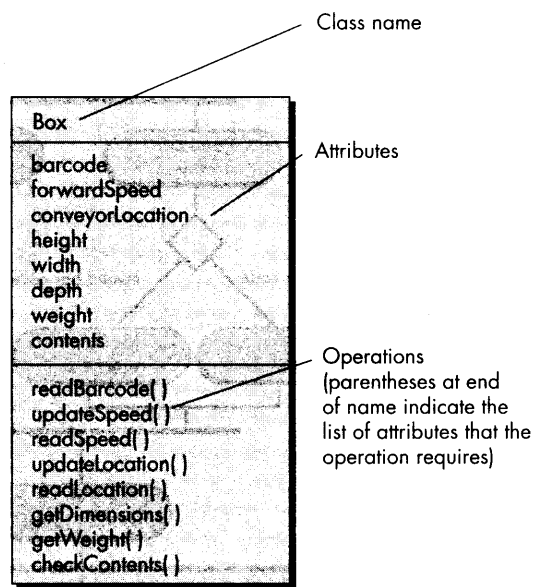 Class name
Box
Attributes
barcode
forwardSpeed
conveyorLocation
height
width
depth
weight
contents
Operations
(parentheses at end
of name indicate the
list of attributes that the
operation requires)
readBarcode( )
updateSpeed( )
readSpeed( )
updateLocation( )
readLocation( )
getDimensions( )
getWeight( )
checkContents( )